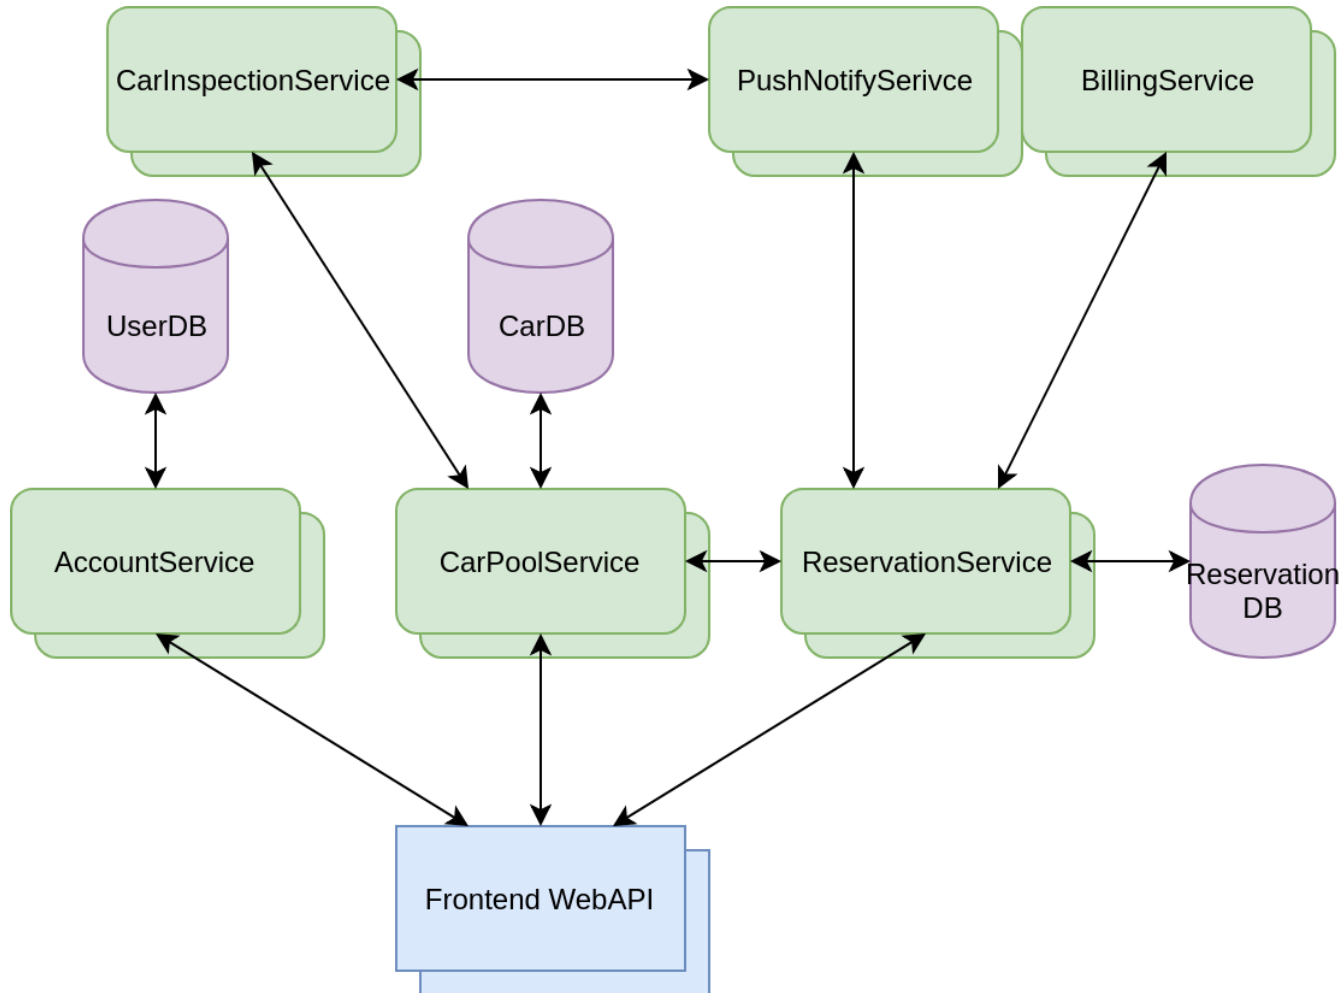 CarInspectionService
PushNotifySerivce
BillingService
UserDB
CarDB
AccountService
CarPoolService
ReservationService
Reservation
DB
Frontend WebAPI